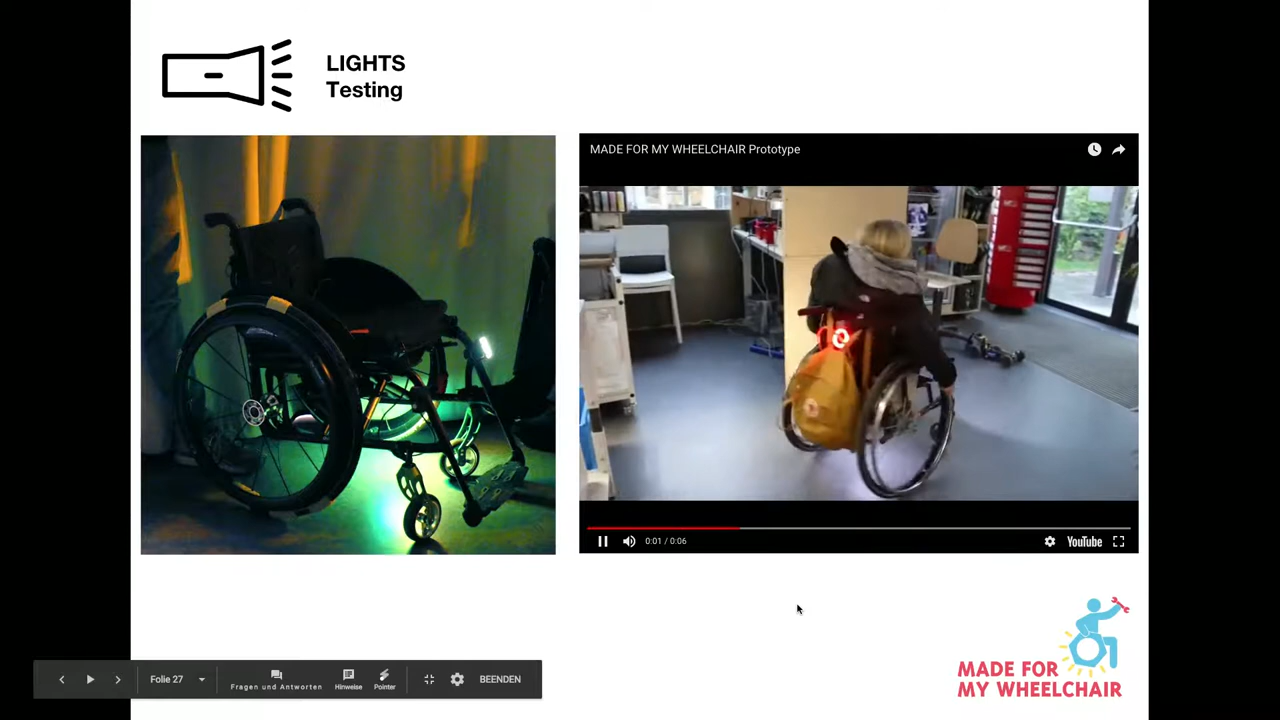 LIGHTS
Testing
MADE FOR MY WHEELCHAIR Prototype
0:01 / 0:06
YouTube
MADE FOR
MY WHEELCHAIR
Folie 27
Fragen und Antworten
Hinweise
Pointer
BEENDEN